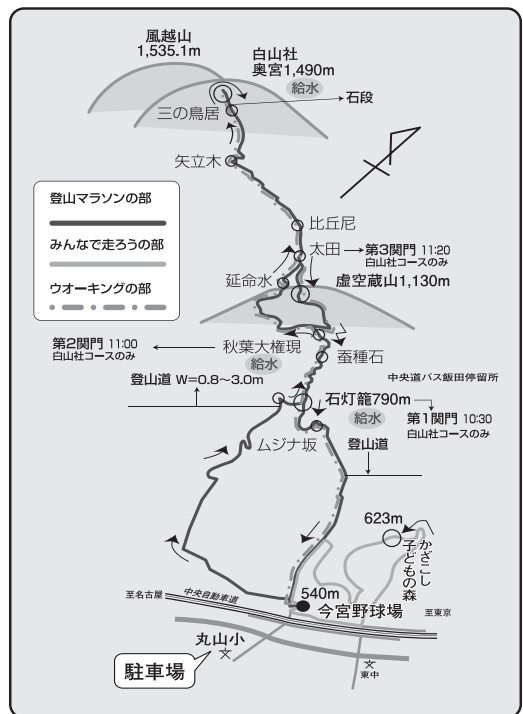 風越山
1,535.1m
白山社
奥宮1,490m
給水
石段
三の鳥居
矢立木
登山マラソンの部
みんなで走ろうの部
ウオーキングの部
比丘尼
太田
第3関門 11:20
白山社コースのみ
延命水
虚空蔵山1,130m
第2関門 11:00
白山社コースのみ
秋葉大権現
給水
蚕種石
中央道バス飯田停留所
登山道 W=0.8～3.0m
石灯籠790m
給水
第1関門 10:30
白山社コースのみ
ムジナ坂
登山道
623m
かざこし
子どもの森
540m
今宮野球場
至名古屋
中央自動車道
至東京
丸山小
文
駐車場
文
東中